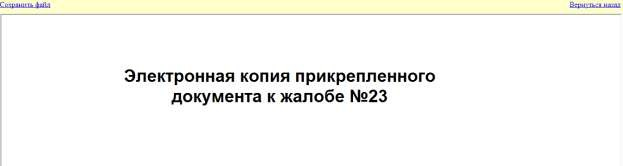 Сохранить файл
Вернуться назад
Электронная копия прикрепленного
документа к жалобе №23